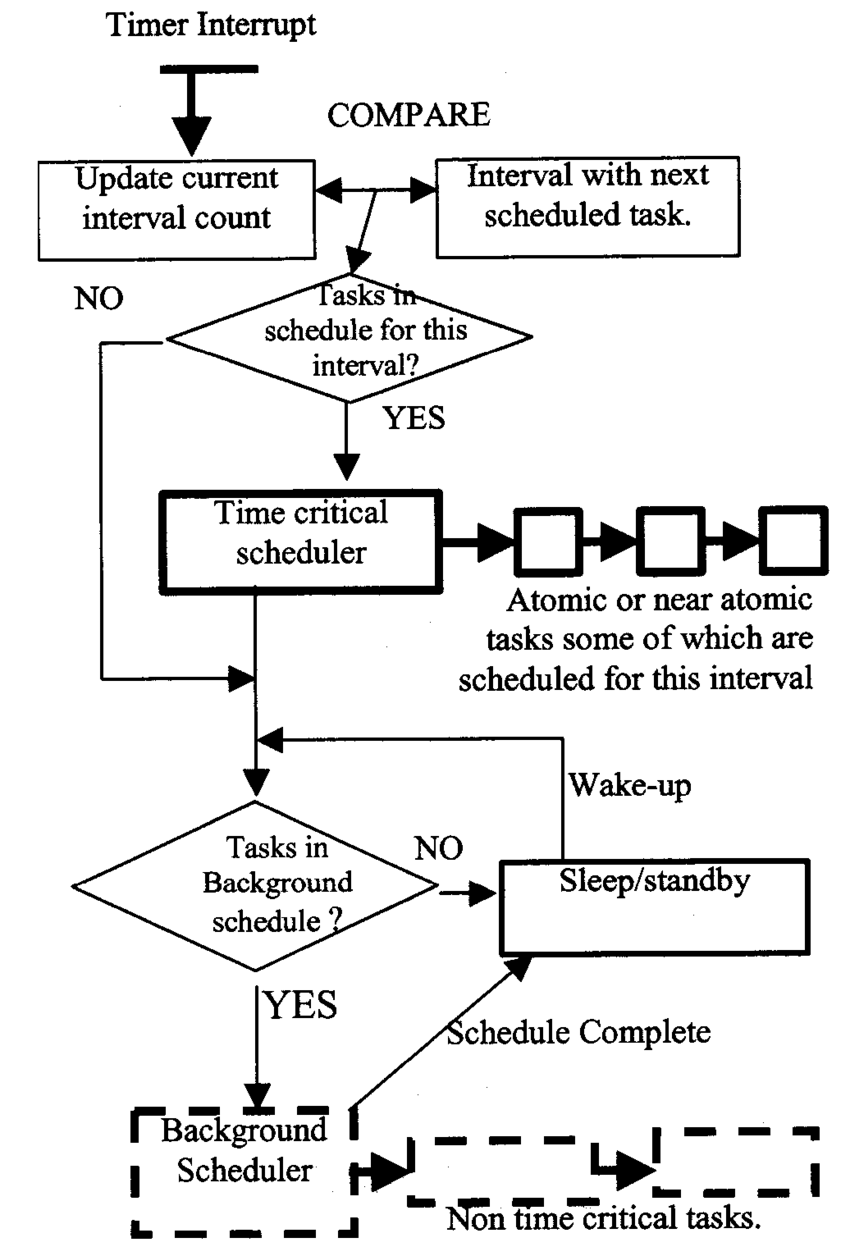 Timer Interrupt
COMPARE
Update current
interval count
Interval with next
scheduled task.
NO
Tasks in
schedule for this
interval?
YES
Time critical
scheduler
Atomic or near atomic
tasks some of which are
scheduled for this interval
Wake-up
Tasks in
Background
schedule ?
NO
Sleep/standby
YES
Schedule Complete
Background
Scheduler
Non time critical tasks.